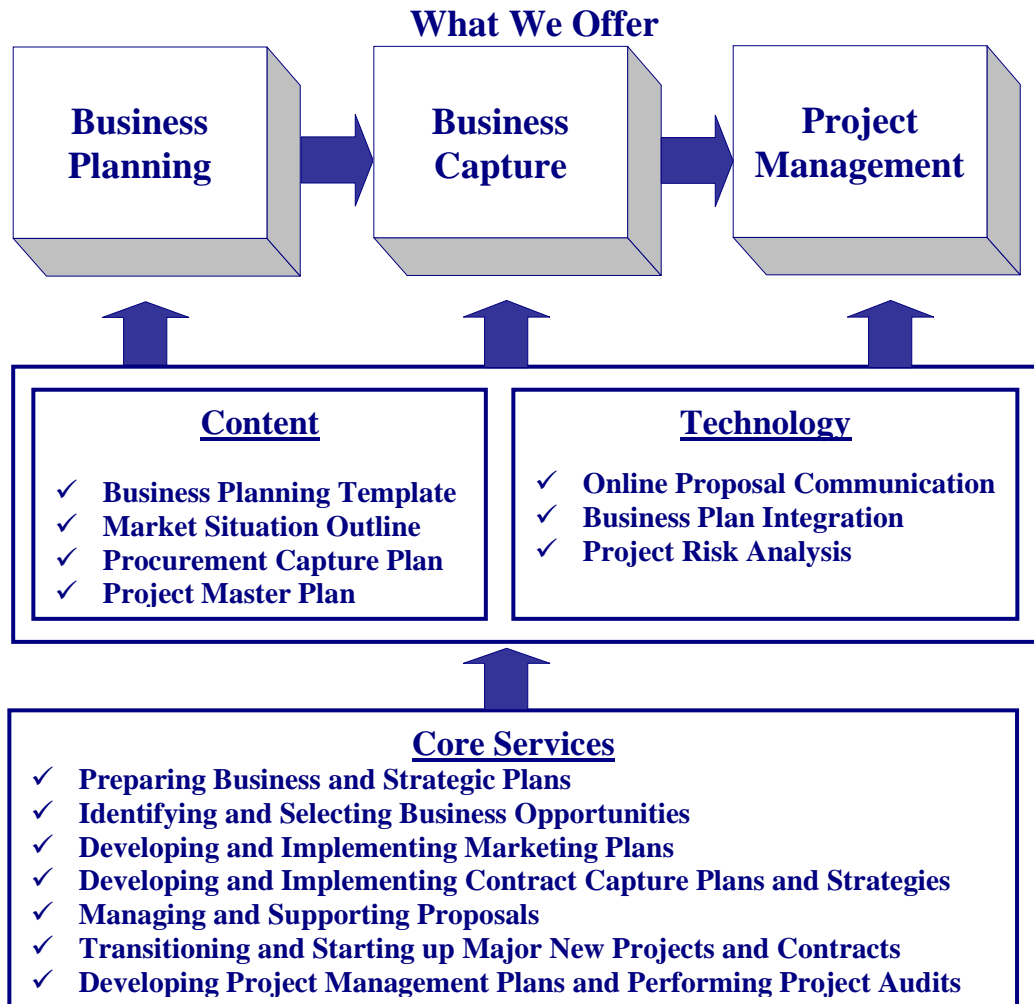 What We Offer
Business
Planning
Business
Capture
Project
Management
Content
✓ Business Planning Template
✓ Market Situation Outline
✓ Procurement Capture Plan
✓ Project Master Plan
Technology
✓ Online Proposal Communication
✓ Business Plan Integration
✓ Project Risk Analysis
Core Services
✓ Preparing Business and Strategic Plans
✓ Identifying and Selecting Business Opportunities
✓ Developing and Implementing Marketing Plans
✓ Developing and Implementing Contract Capture Plans and Strategies
✓ Managing and Supporting Proposals
✓ Transitioning and Starting up Major New Projects and Contracts
✓ Developing Project Management Plans and Performing Project Audits